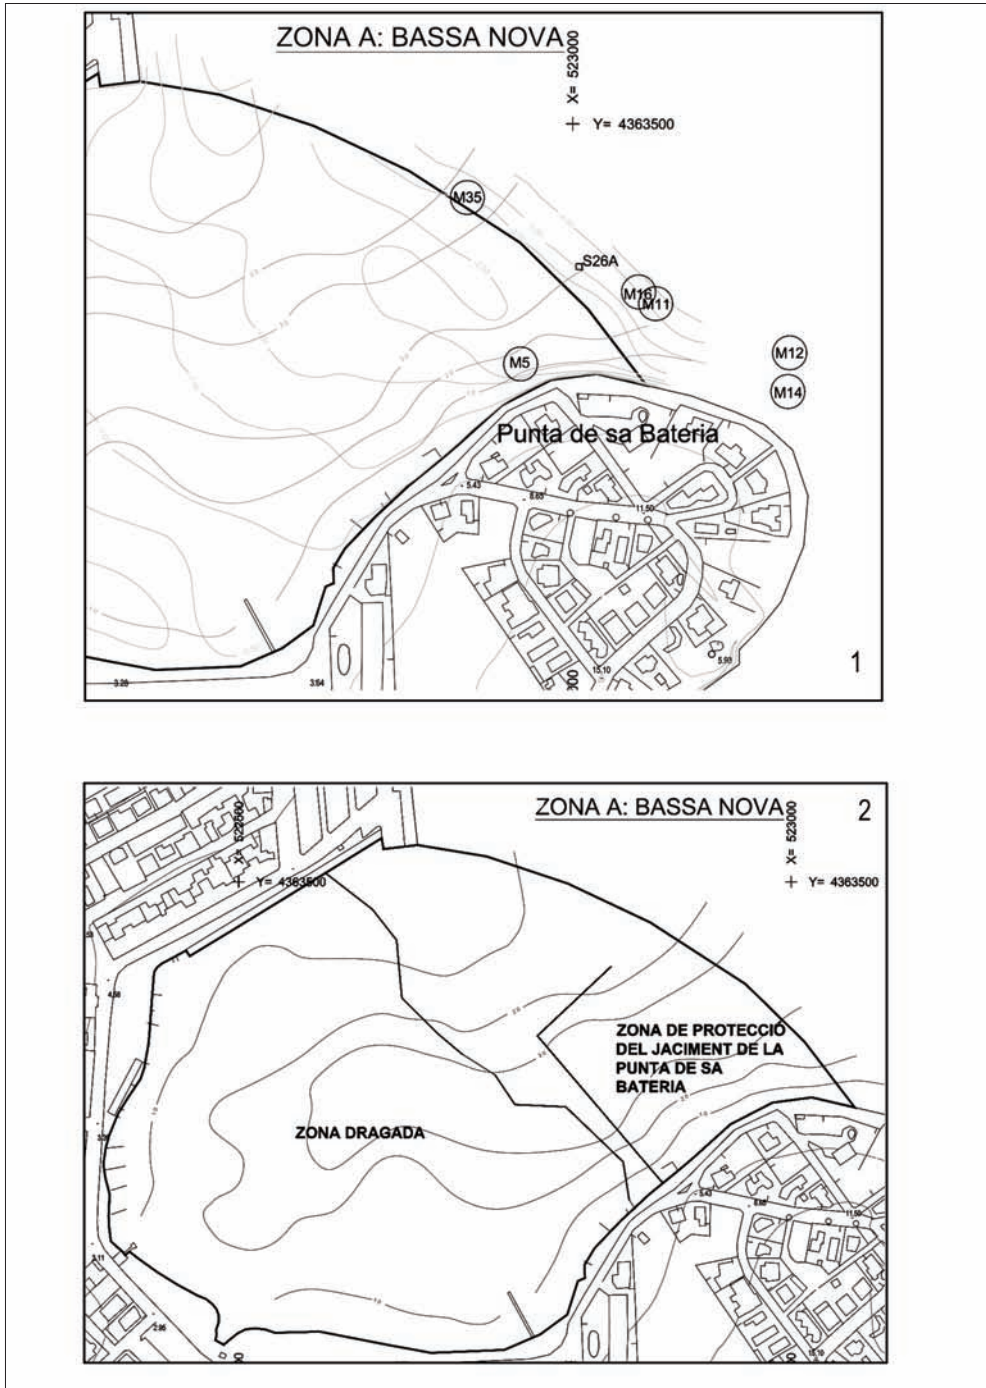 ZONA A: BASSA NOVA
X= 523000
Y= 4363500
M35
S26A
M16
M11
M5
M12
M14
Punta de sa Bateria
5.43
8.65
11.50
5.90
15.10
3.25
3.64
1
ZONA A: BASSA NOVA
2
X= 523000
Y= 4363500
Y= 4363500
ZONA DE PROTECCIÓ
DEL JACIMENT DE LA
PUNTA DE SA
BATERIA
ZONA DRAGADA
4.58
3.11
2.95
5.43
8.65
11.50
15.10